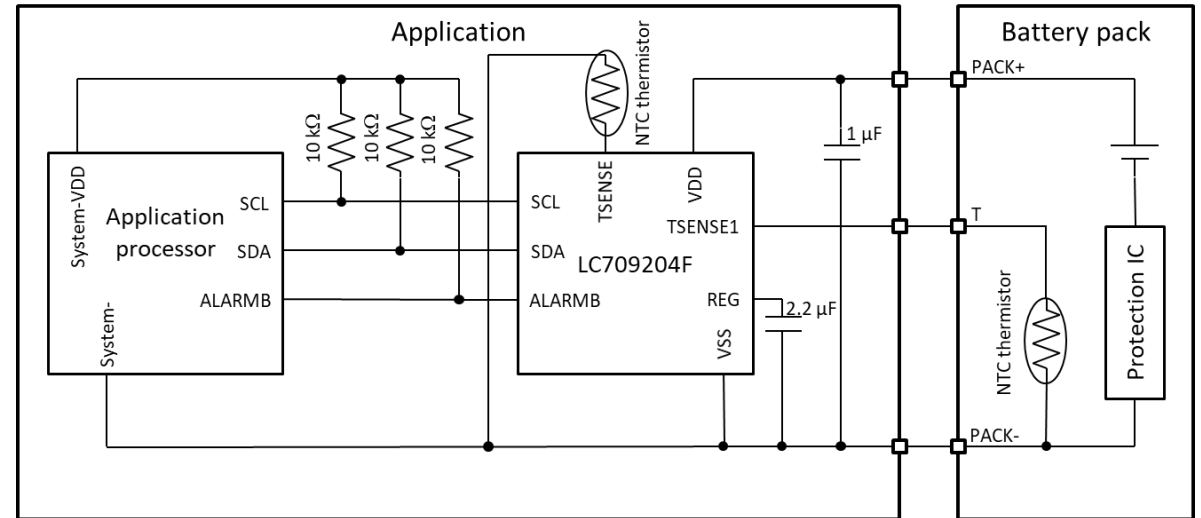 Application
Battery pack
NTC thermistor
PACK+
10 kΩ
10 kΩ
10 kΩ
1 µF
System-VDD
Application
processor
SCL
SDA
ALARMB
System-
SCL
SDA
ALARMB
TSENSE
VDD
TSENSE1
LC709204F
REG
VSS
2.2 µF
T
NTC thermistor
Protection IC
PACK-